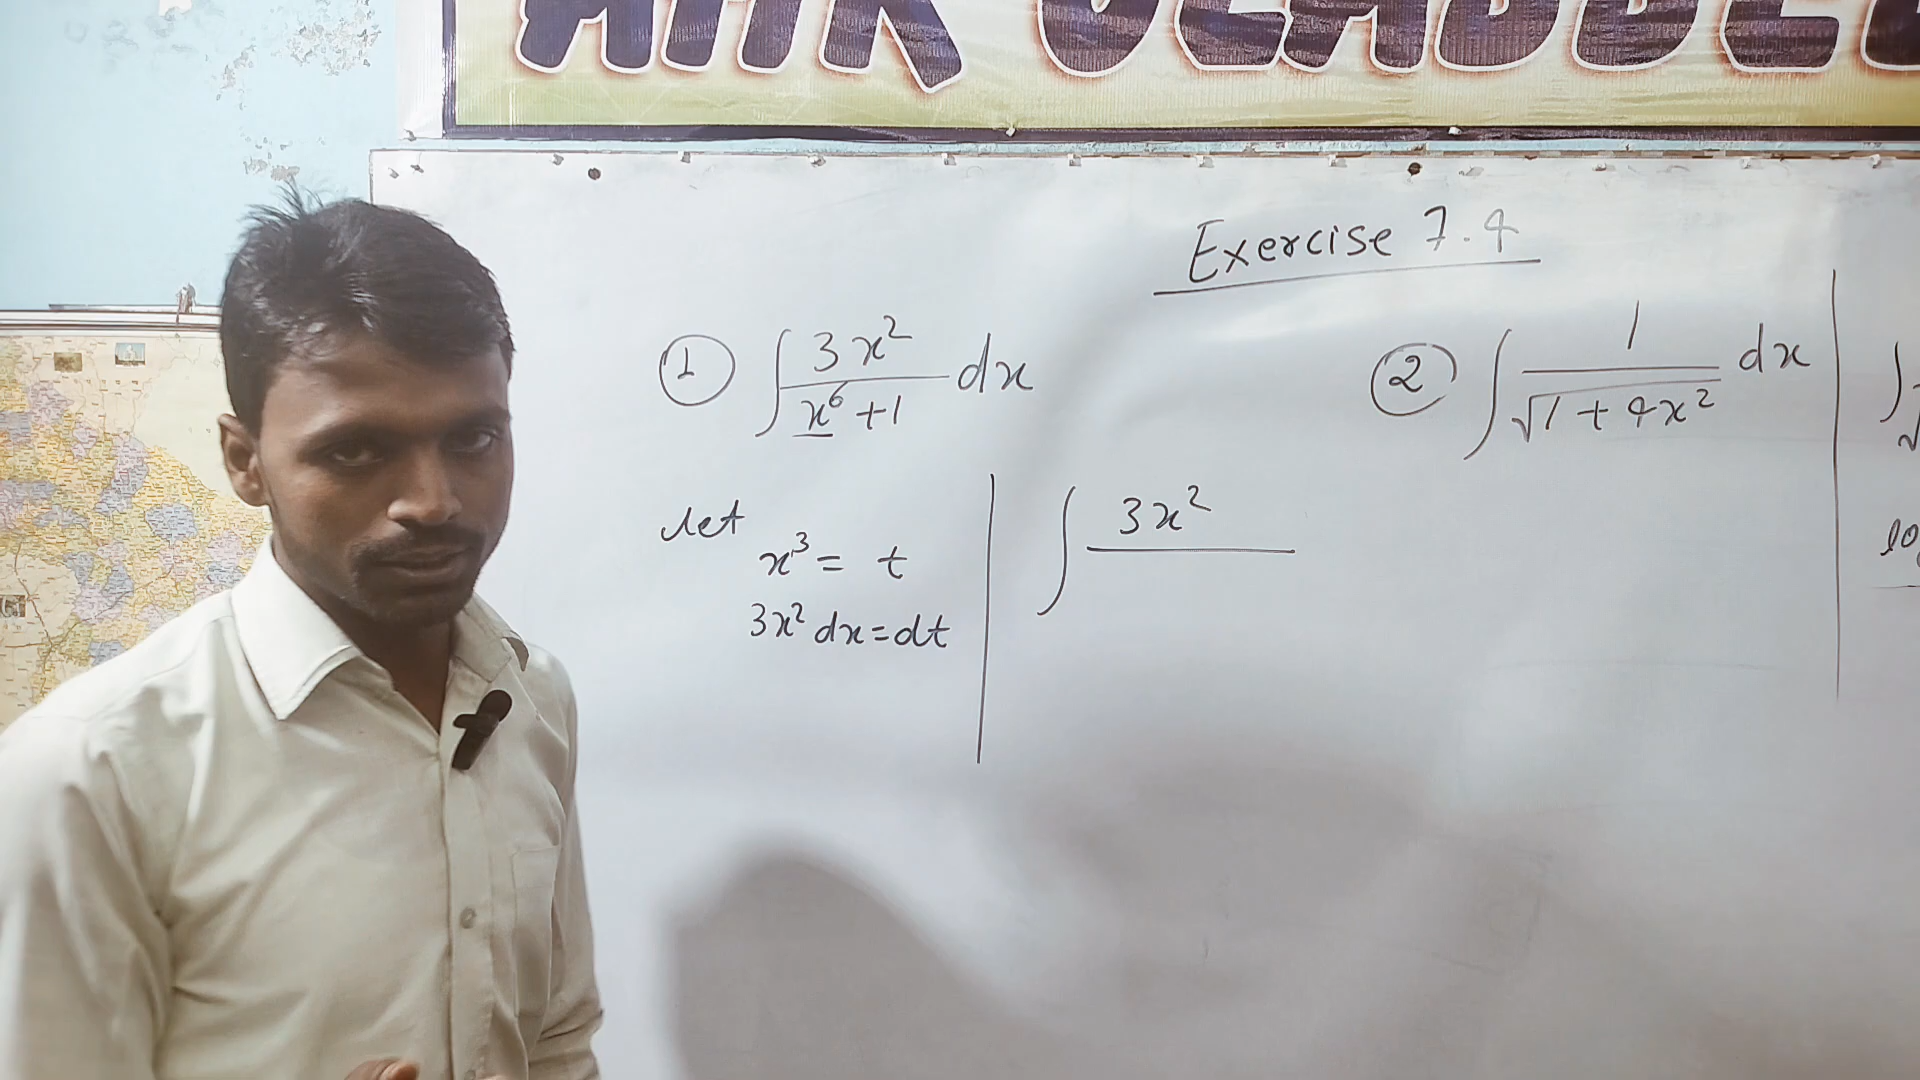 Exercise 7.4
① ∫ 3x² / (x⁶ + 1) dx
② ∫ 1 / √(1 + 4x²) dx
let
x³ = t
3x² dx = dt
∫ 3x²